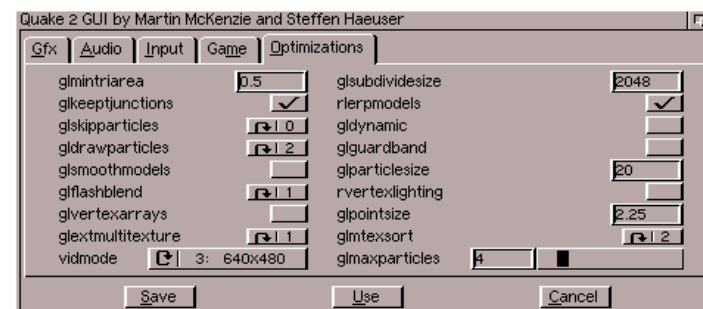 Quake 2 GUI by Martin McKenzie and Steffen Haeuser
Gfx Audio Input Game Optimizations
glmintriarea 0.5 glsubdividesize 2048
glkeeptjunctions rlerpmodels
glskipparticles 0 gldynamic
gldrawparticles 2 glguardband
glsmoothmodels glparticlesize 20
glflashblend 1 rvertexlighting
glvertexarrays glpointsize 2.25
glextmultitexture 1 glmtexsort 2
vidmode 3: 640x480 glmaxparticles 4
Save Use Cancel